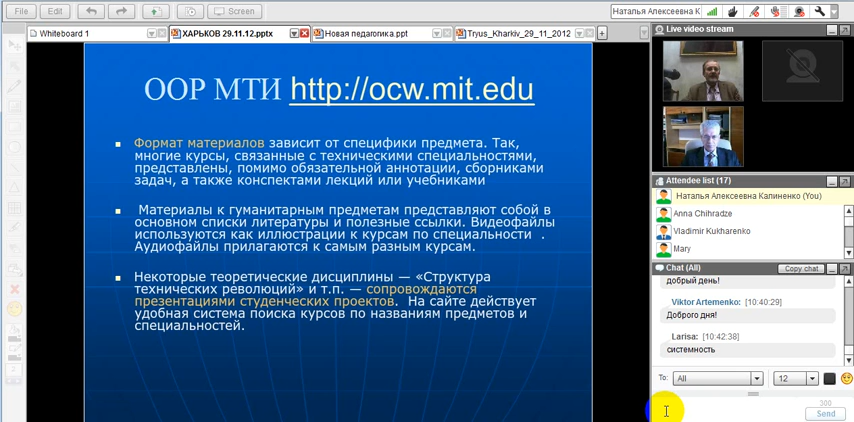 File
Edit
Screen
Наталья Алексеевна К
Whiteboard 1
ХАРЬКОВ 29.11.12.pptx
Новая педагогика.ppt
Tryus_Kharkiv_29_11_2012
ООР МТИ http://ocw.mit.edu
Формат материалов зависит от специфики предмета. Так,
многие курсы, связанные с техническими специальностями,
представлены, помимо обязательной аннотации, сборниками
задач, а также конспектами лекций или учебниками
Материалы к гуманитарным предметам представляют собой в
основном списки литературы и полезные ссылки. Видеофайлы
используются как иллюстрации к курсам по специальности .
Аудиофайлы прилагаются к самым разным курсам.
Некоторые теоретические дисциплины — «Структура
технических революций» и т.п. — сопровождаются
презентациями студенческих проектов. На сайте действует
удобная система поиска курсов по названиям предметов и
специальностей.
Live video stream
Attendee list (17)
Наталья Алексеевна Калиненко (You)
Anna Chihradze
Vladimir Kukharenko
Mary
Chat (All)
Copy chat
добрый день!
Viktor Artemenko: [10:40:29]
Доброго дня!
Larisa: [10:42:38]
системность
To: All 12
300
Send